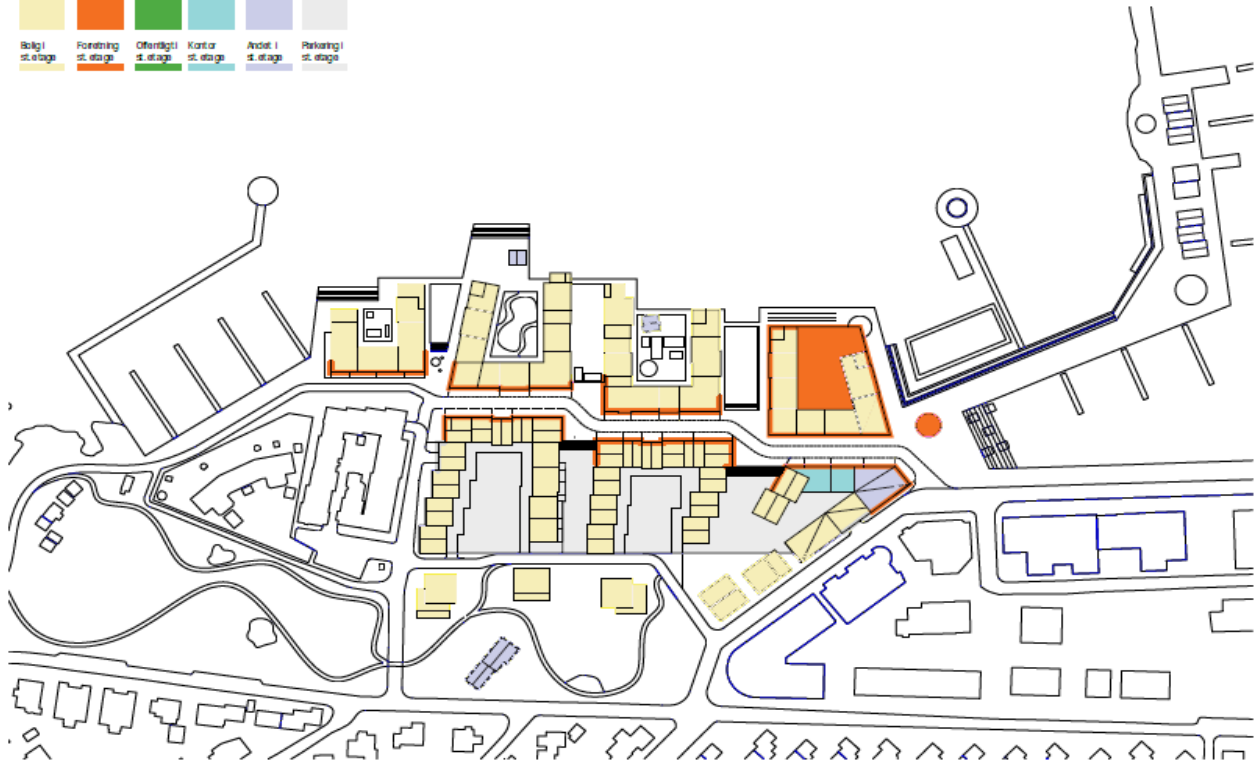 Bolig i
st. etage
Forretning
st. etage
Offentligt i
st. etage
Kontor
st. etage
Andet i
st. etage
Parkering i
st. etage